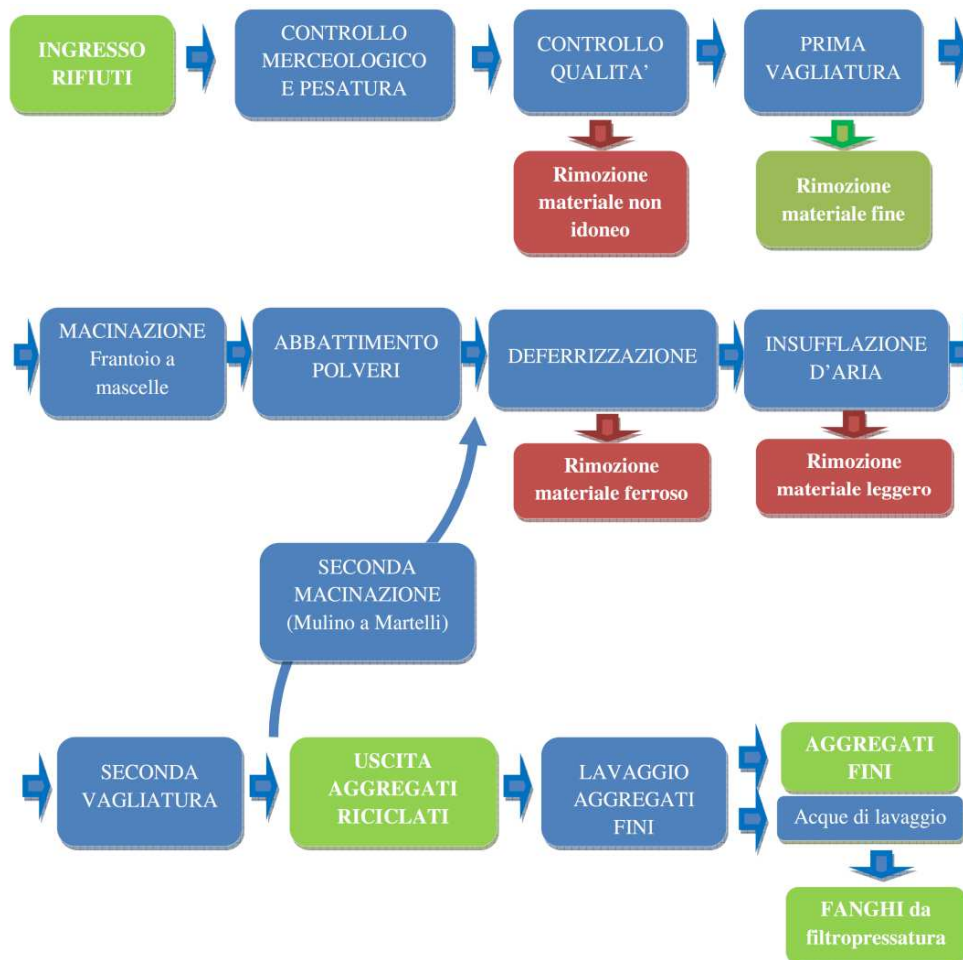 INGRESSO
RIFIUTI
CONTROLLO
MERCEOLOGICO
E PESATURA
CONTROLLO
QUALITA’
PRIMA
VAGLIATURA
Rimozione
materiale non
idoneo
Rimozione
materiale fine
MACINAZIONE
Frantoio a
mascelle
ABBATTIMENTO
POLVERI
DEFERRIZZAZIONE
INSUFFLAZIONE
D’ARIA
Rimozione
materiale ferroso
Rimozione
materiale leggero
SECONDA
MACINAZIONE
(Mulino a Martelli)
SECONDA
VAGLIATURA
USCITA
AGGREGATI
RICICLATI
LAVAGGIO
AGGREGATI
FINI
AGGREGATI
FINI
Acque di lavaggio
FANGHI da
filtropressatura